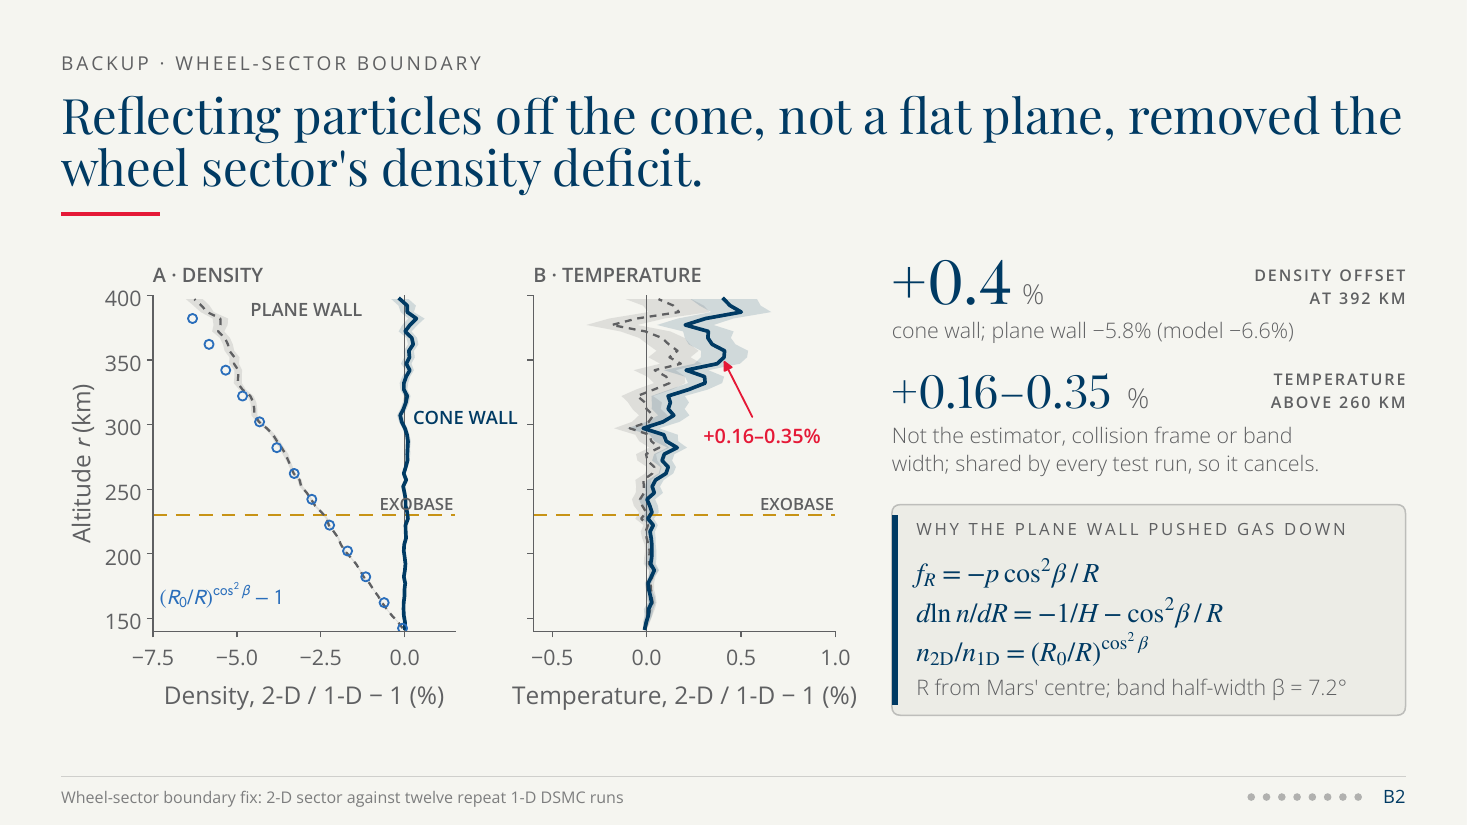 BACKUP · WHEEL-SECTOR BOUNDARY
Reflecting particles off the cone, not a flat plane, removed the
wheel sector's density deficit.
A · DENSITY
PLANE WALL
CONE WALL
EXOBASE
(R₀/R)^cos² β − 1
400
350
300
250
200
150
Altitude r (km)
−7.5 −5.0 −2.5 0.0
Density, 2-D / 1-D − 1 (%)
B · TEMPERATURE
+0.16–0.35%
EXOBASE
−0.5 0.0 0.5 1.0
Temperature, 2-D / 1-D − 1 (%)
+0.4 %
DENSITY OFFSET
AT 392 KM
cone wall; plane wall −5.8% (model −6.6%)
+0.16–0.35 %
TEMPERATURE
ABOVE 260 KM
Not the estimator, collision frame or band
width; shared by every test run, so it cancels.
WHY THE PLANE WALL PUSHED GAS DOWN
f_R = −p cos²β / R
d ln n/dR = −1/H − cos²β / R
n₂D/n₁D = (R₀/R)^cos² β
R from Mars' centre; band half-width β = 7.2°
Wheel-sector boundary fix: 2-D sector against twelve repeat 1-D DSMC runs
B2